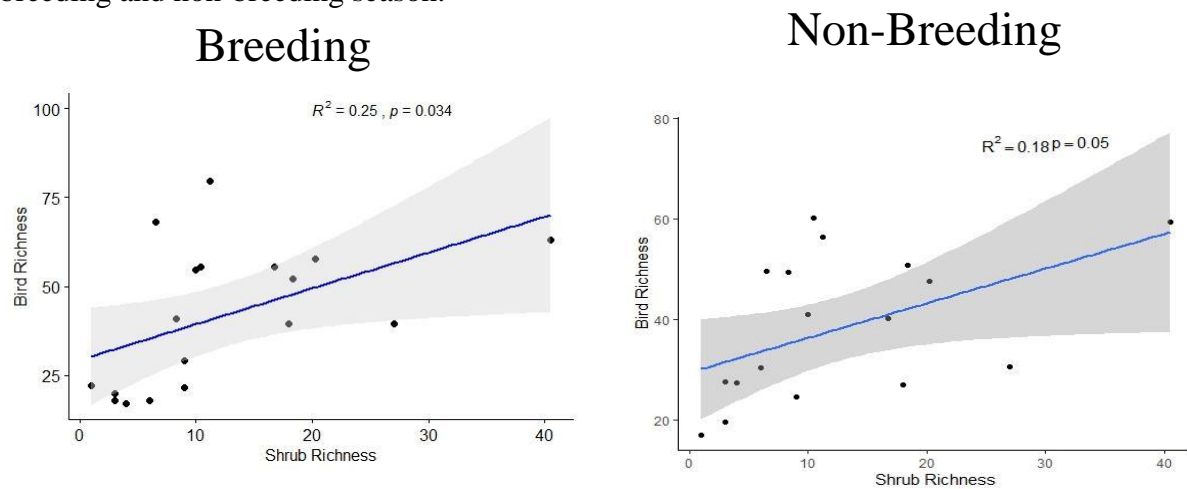 breeding and non-breeding season.
Breeding
Non-Breeding
R² = 0.25 , p = 0.034
100
75
50
25
Bird Richness
0 10 20 30 40
Shrub Richness
R² = 0.18 p = 0.05
80
60
40
20
Bird Richness
0 10 20 30 40
Shrub Richness